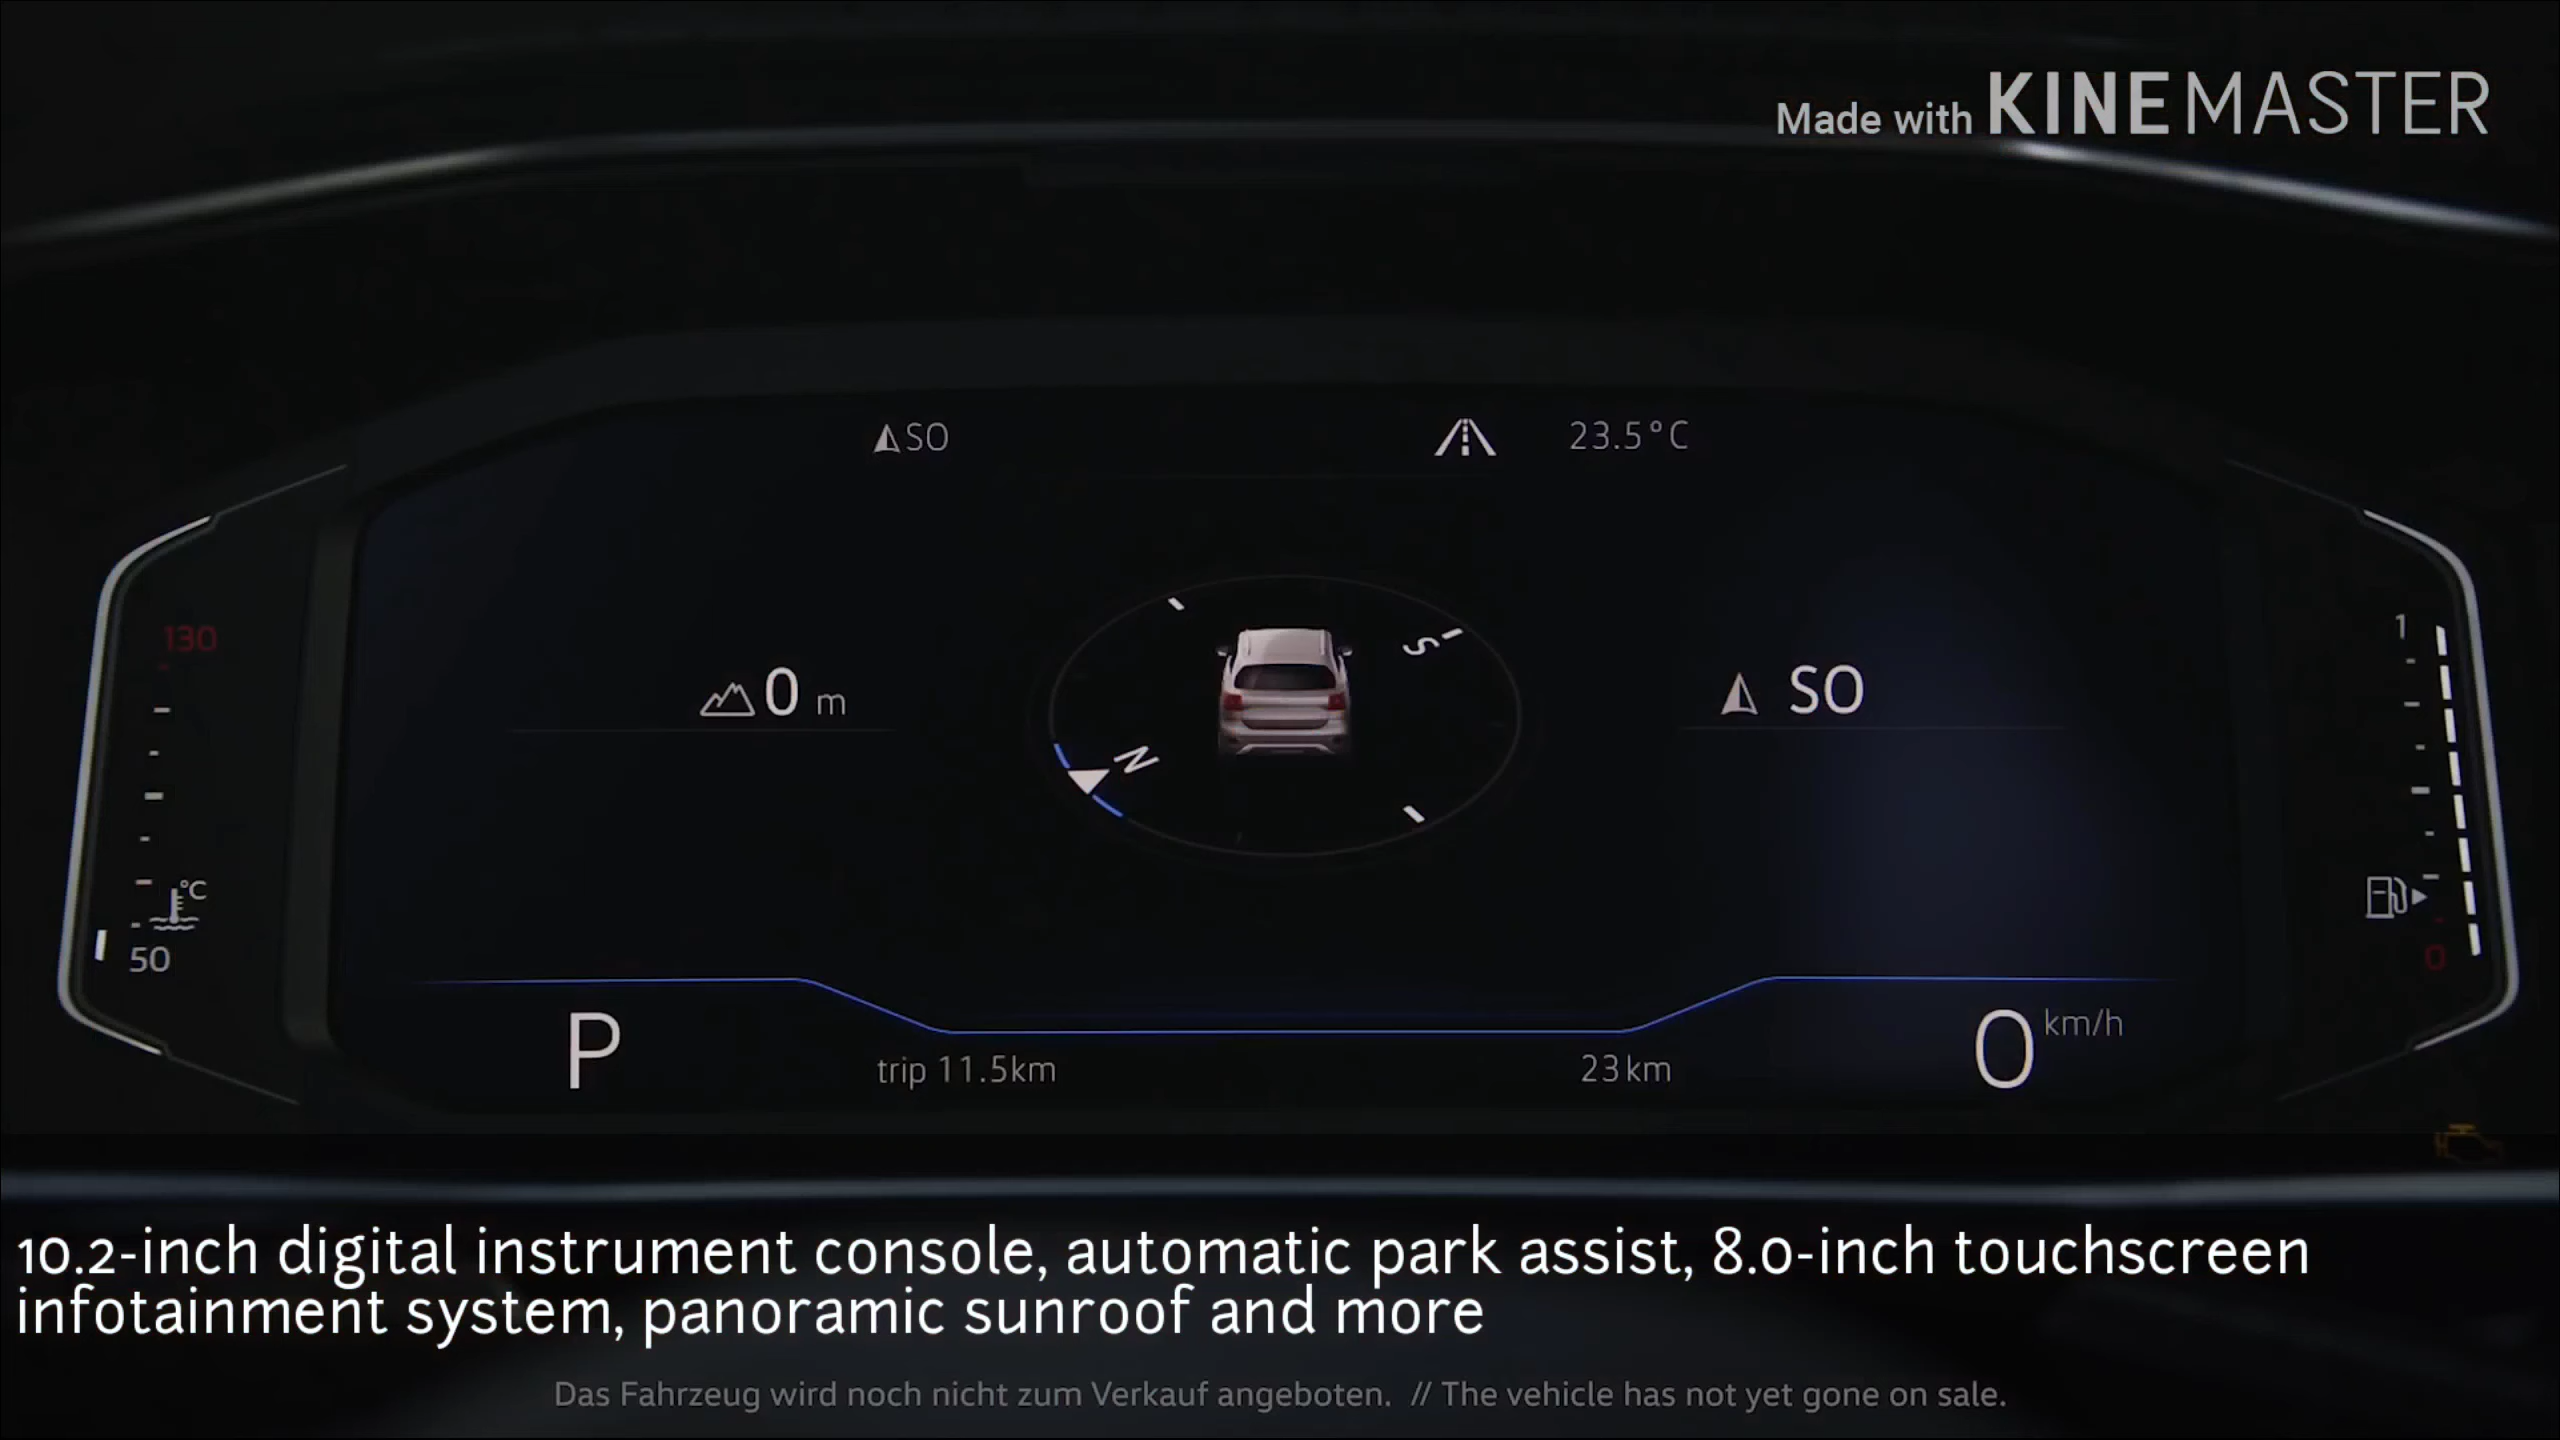 Made with KINEMASTER
SO
23.5°C
130
1
S
0 m
SO
N
°C
50
0
P
0 km/h
trip 11.5km
23km
10.2-inch digital instrument console, automatic park assist, 8.0-inch touchscreen
infotainment system, panoramic sunroof and more
Das Fahrzeug wird noch nicht zum Verkauf angeboten. // The vehicle has not yet gone on sale.